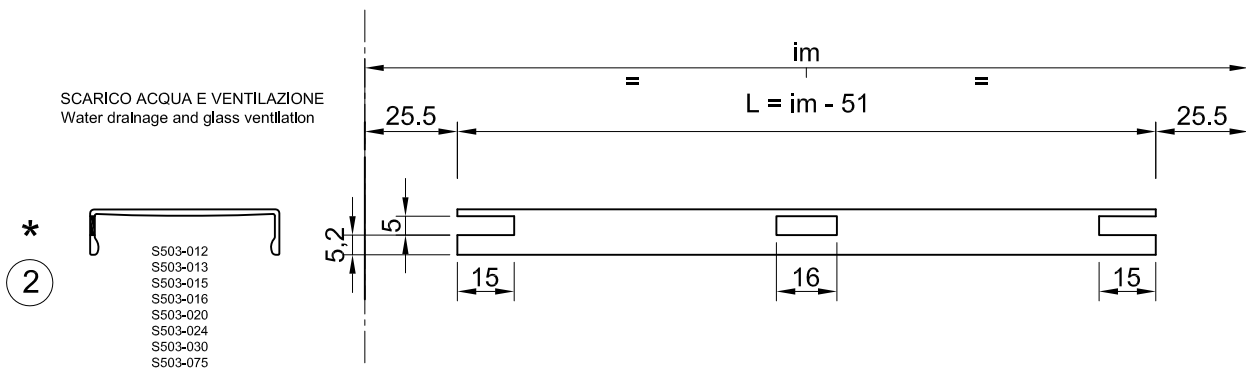 im
= =
SCARICO ACQUA E VENTILAZIONE
Water drainage and glass ventilation
L = im - 51
25.5 25.5
*
5
5,2
2
S503-012
S503-013
S503-015
S503-016
S503-020
S503-024
S503-030
S503-075
15 16 15